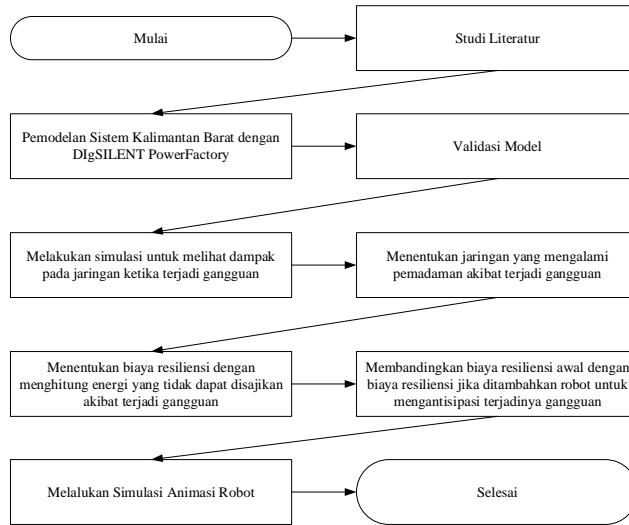 Mulai
Studi Literatur
Pemodelan Sistem Kalimantan Barat dengan
DIgSILENT PowerFactory
Validasi Model
Melakukan simulasi untuk melihat dampak
pada jaringan ketika terjadi gangguan
Menentukan jaringan yang mengalami
pemadaman akibat terjadi gangguan
Menentukan biaya resiliensi dengan
menghitung energi yang tidak dapat disajikan
akibat terjadi gangguan
Membandingkan biaya resiliensi awal dengan
biaya resiliensi jika ditambahkan robot untuk
mengantisipasi terjadinya gangguan
Melalukan Simulasi Animasi Robot
Selesai